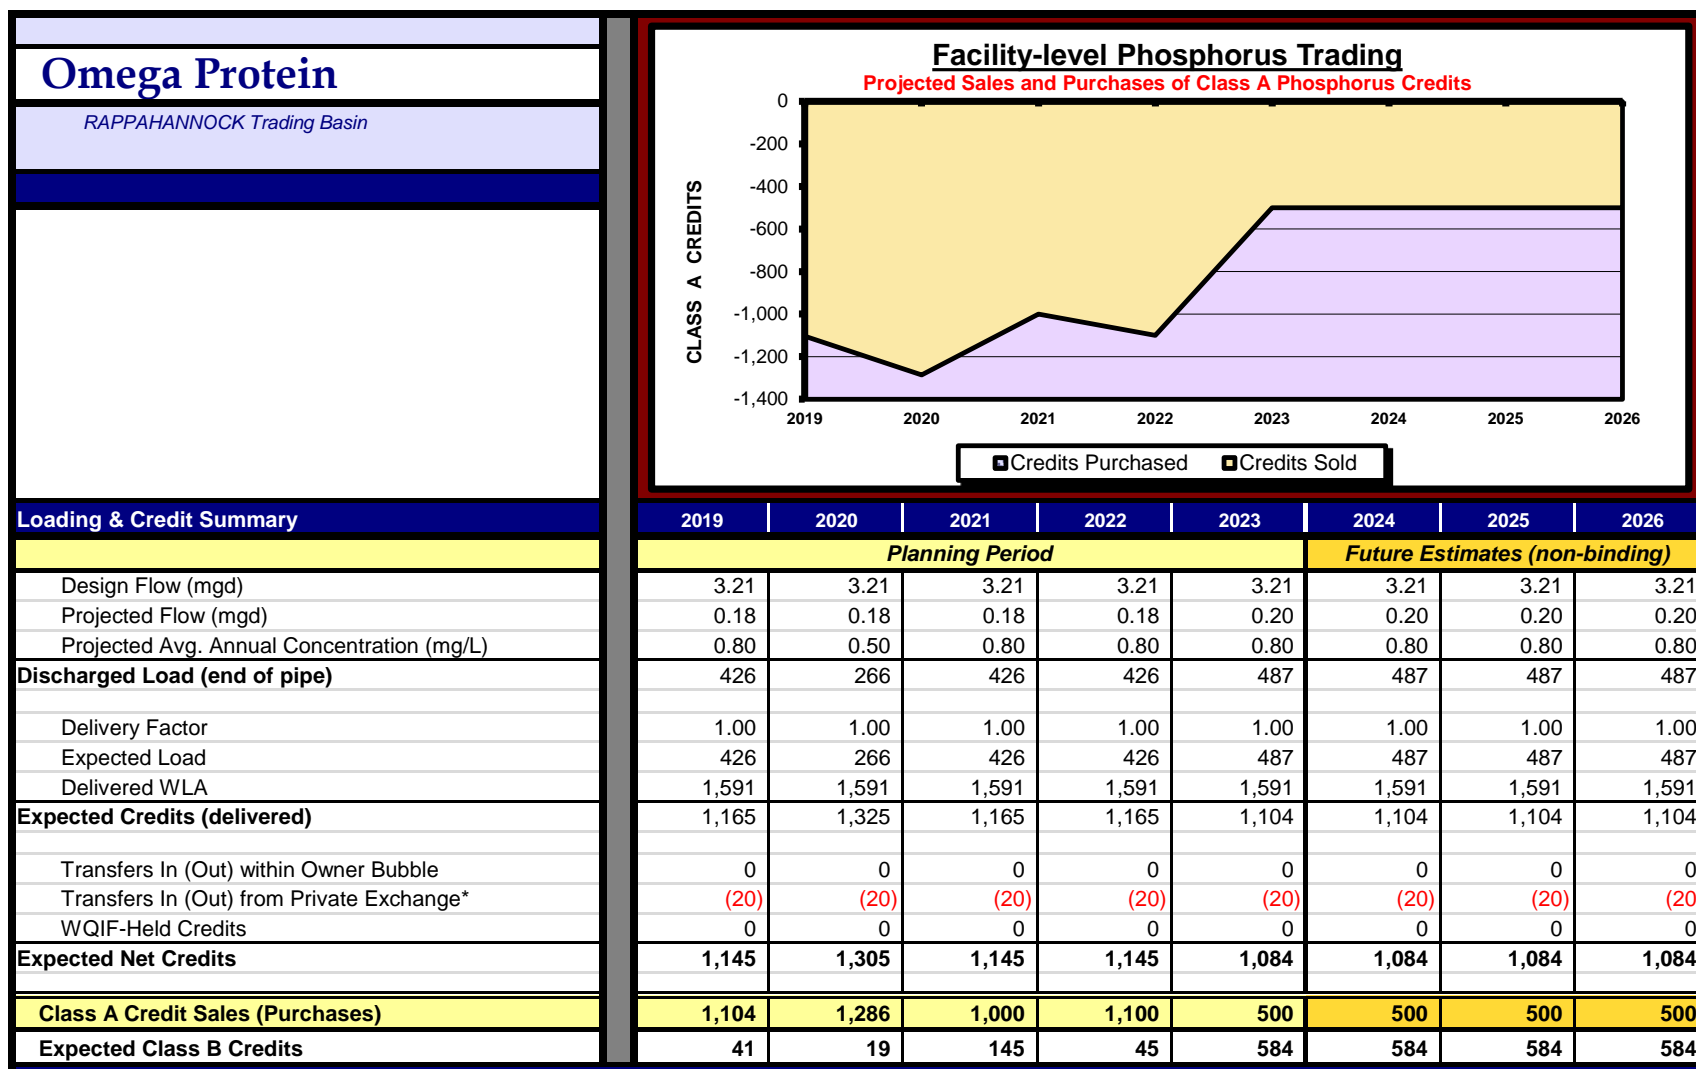 Omega Protein
RAPPAHANNOCK Trading Basin
Facility-level Phosphorus Trading
Projected Sales and Purchases of Class A Phosphorus Credits
CLASS A CREDITS
0
-200
-400
-600
-800
-1,000
-1,200
-1,400
2019 2020 2021 2022 2023 2024 2025 2026
Credits Purchased Credits Sold
Loading & Credit Summary 2019 2020 2021 2022 2023 2024 2025 2026
Planning Period Future Estimates (non-binding)
Design Flow (mgd) 3.21 3.21 3.21 3.21 3.21 3.21 3.21 3.21
Projected Flow (mgd) 0.18 0.18 0.18 0.18 0.20 0.20 0.20 0.20
Projected Avg. Annual Concentration (mg/L) 0.80 0.50 0.80 0.80 0.80 0.80 0.80 0.80
Discharged Load (end of pipe) 426 266 426 426 487 487 487 487
Delivery Factor 1.00 1.00 1.00 1.00 1.00 1.00 1.00 1.00
Expected Load 426 266 426 426 487 487 487 487
Delivered WLA 1,591 1,591 1,591 1,591 1,591 1,591 1,591 1,591
Expected Credits (delivered) 1,165 1,325 1,165 1,165 1,104 1,104 1,104 1,104
Transfers In (Out) within Owner Bubble 0 0 0 0 0 0 0 0
Transfers In (Out) from Private Exchange* (20) (20) (20) (20) (20) (20) (20) (20
WQIF-Held Credits 0 0 0 0 0 0 0 0
Expected Net Credits 1,145 1,305 1,145 1,145 1,084 1,084 1,084 1,084
Class A Credit Sales (Purchases) 1,104 1,286 1,000 1,100 500 500 500 500
Expected Class B Credits 41 19 145 45 584 584 584 584